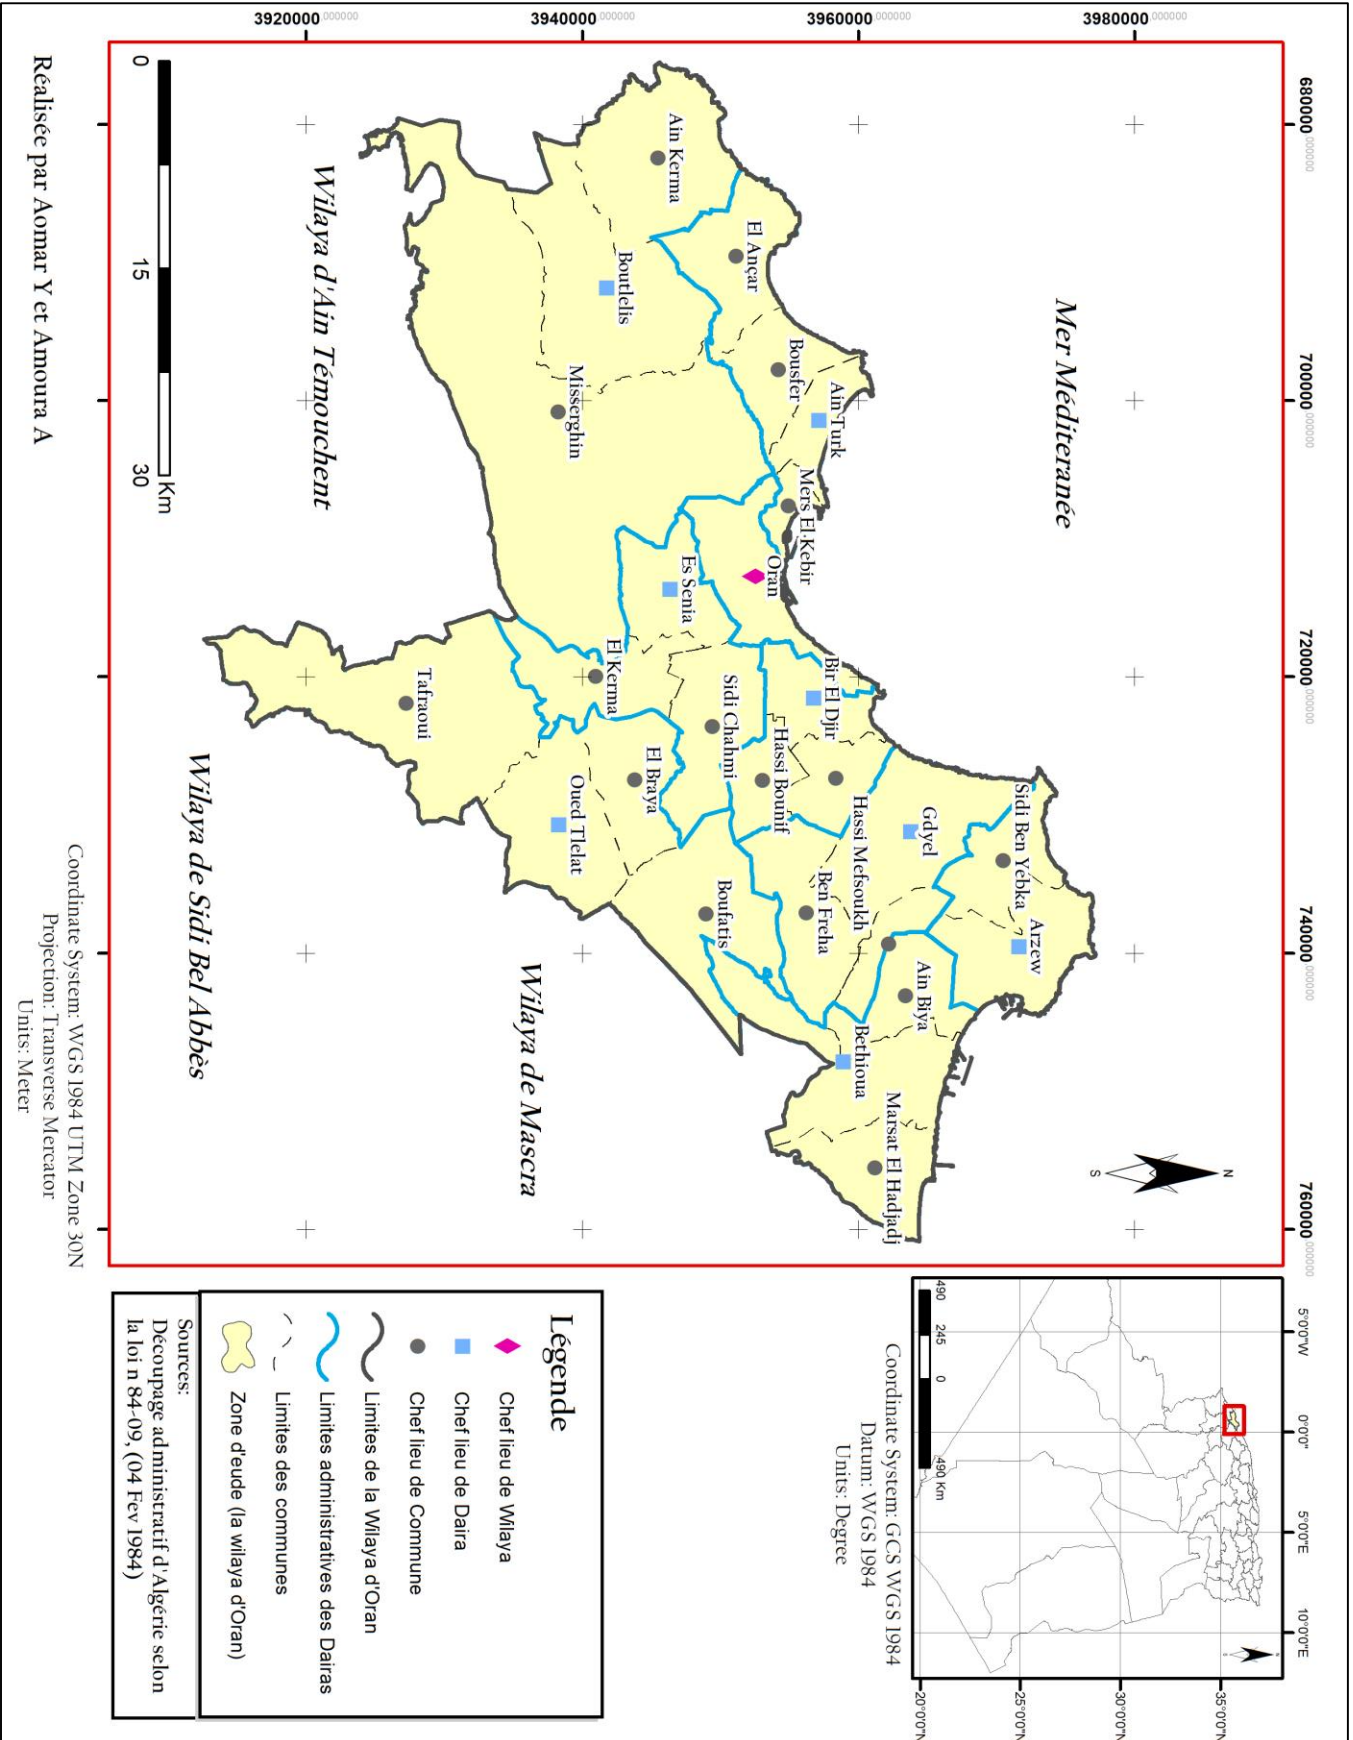 680000.000000
700000.000000
720000.000000
740000.000000
760000.000000
3980000.000000
3960000.000000
3940000.000000
3920000.000000
Mer Méditeranée
N
S
Sidi Ben Yebka
Arzew
Gdyel
Ain Biya
Marsat El Hadjadj
Hassi Mefsoukh
Bethioua
Ain Turk
Bir El Djir
Ben Freha
Mers El Kebir
Bousfer
Oran
Hassi Bounif
El Ançar
Sidi Chahmi
Boufatis
Ain Kerma
Es Senia
El Braya
Boutlelis
El Kerma
Misserghin
Oued Tlelat
Tafraoui
Wilaya de Mascra
Wilaya d'Ain Témouchent
Wilaya de Sidi Bel Abbès
0
15
30
Km
Réalisée par Aomar Y et Amoura A
Coordinate System: WGS 1984 UTM Zone 30N
Projection: Transverse Mercator
Units: Meter
5°0'0"W
0°0'0"
5°0'0"E
10°0'0"E
35°0'0"N
30°0'0"N
25°0'0"N
20°0'0"N
490
245
0
490 Km
Coordinate System: GCS WGS 1984
Datum: WGS 1984
Units: Degree
Légende
Chef lieu de Wilaya
Chef lieu de Daira
Chef lieu de Commune
Limites de la Wilaya d'Oran
Limites administratives des Dairas
Limites des communes
Zone d'eude (la wilaya d'Oran)
Sources:
Découpage administratif d'Algérie selon
la loi n 84-09, (04 Fev 1984)